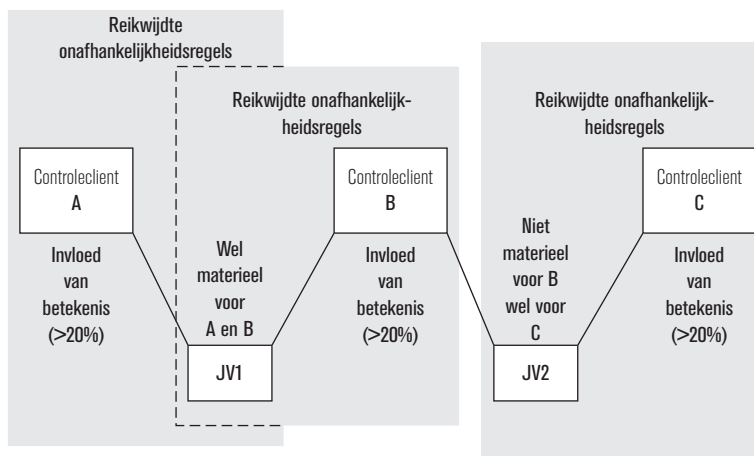 Reikwijdte
onafhankelijkheidsregels
Reikwijdte onafhankelijk-
heidsregels
Reikwijdte onafhankelijk-
heidsregels
Controleclient
A
Controleclient
B
Controleclient
C
Invloed
van
betekenis
(>20%)
Wel
materieel
voor
A en B
Invloed
van
betekenis
(>20%)
Niet
materieel
voor B
wel voor
C
Invloed
van
betekenis
(>20%)
JV1
JV2